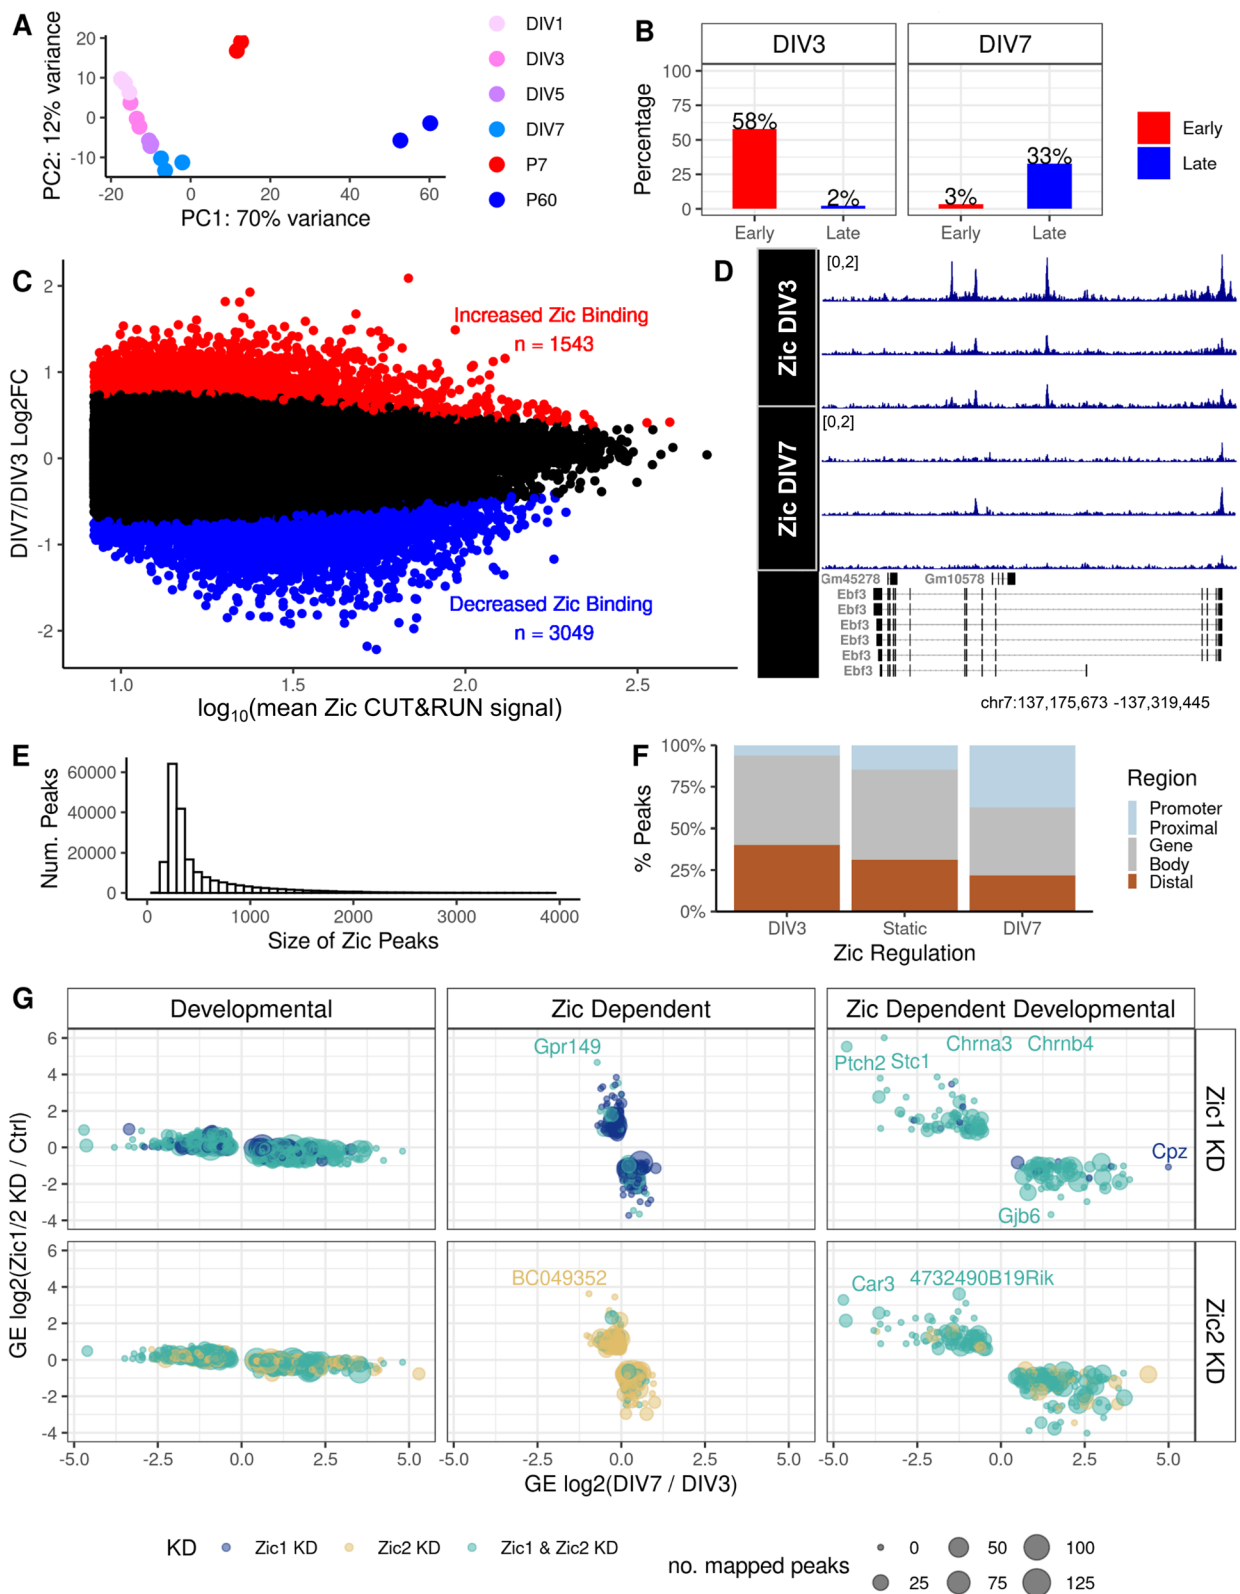 A
PC2: 12% variance
20
10
0
-10
-20
0
20
40
60
PC1: 70% variance
DIV1
DIV3
DIV5
DIV7
P7
P60
B
DIV3
DIV7
Percentage
100
75
50
25
0
58%
2%
3%
33%
Early
Late
Early
Late
Early
Late
C
DIV7/DIV3 Log2FC
2
1
0
-1
-2
Increased Zic Binding
n = 1543
Decreased Zic Binding
n = 3049
1.0
1.5
2.0
2.5
log10(mean Zic CUT&RUN signal)
D
Zic DIV3
Zic DIV7
[0,2]
[0,2]
Gm45278
Gm10578
Ebf3
Ebf3
Ebf3
Ebf3
Ebf3
Ebf3
chr7:137,175,673 -137,319,445
E
Num. Peaks
60000
40000
20000
0
0
1000
2000
3000
4000
Size of Zic Peaks
F
% Peaks
100%
75%
50%
25%
0%
DIV3
Static
DIV7
Zic Regulation
Region
Promoter
Proximal
Gene
Body
Distal
G
Developmental
Zic Dependent
Zic Dependent Developmental
GE log2(Zic1/2 KD / Ctrl)
6
4
2
0
-2
-4
Gpr149
Chrna3
Chrnb4
Ptch2
Stc1
Cpz
Gjb6
Zic1 KD
6
4
2
0
-2
-4
BC049352
Car3
4732490B19Rik
Zic2 KD
-5.0
-2.5
0.0
2.5
5.0
-5.0
-2.5
0.0
2.5
5.0
-5.0
-2.5
0.0
2.5
5.0
GE log2(DIV7 / DIV3)
KD
Zic1 KD
Zic2 KD
Zic1 & Zic2 KD
no. mapped peaks
0
50
100
25
75
125